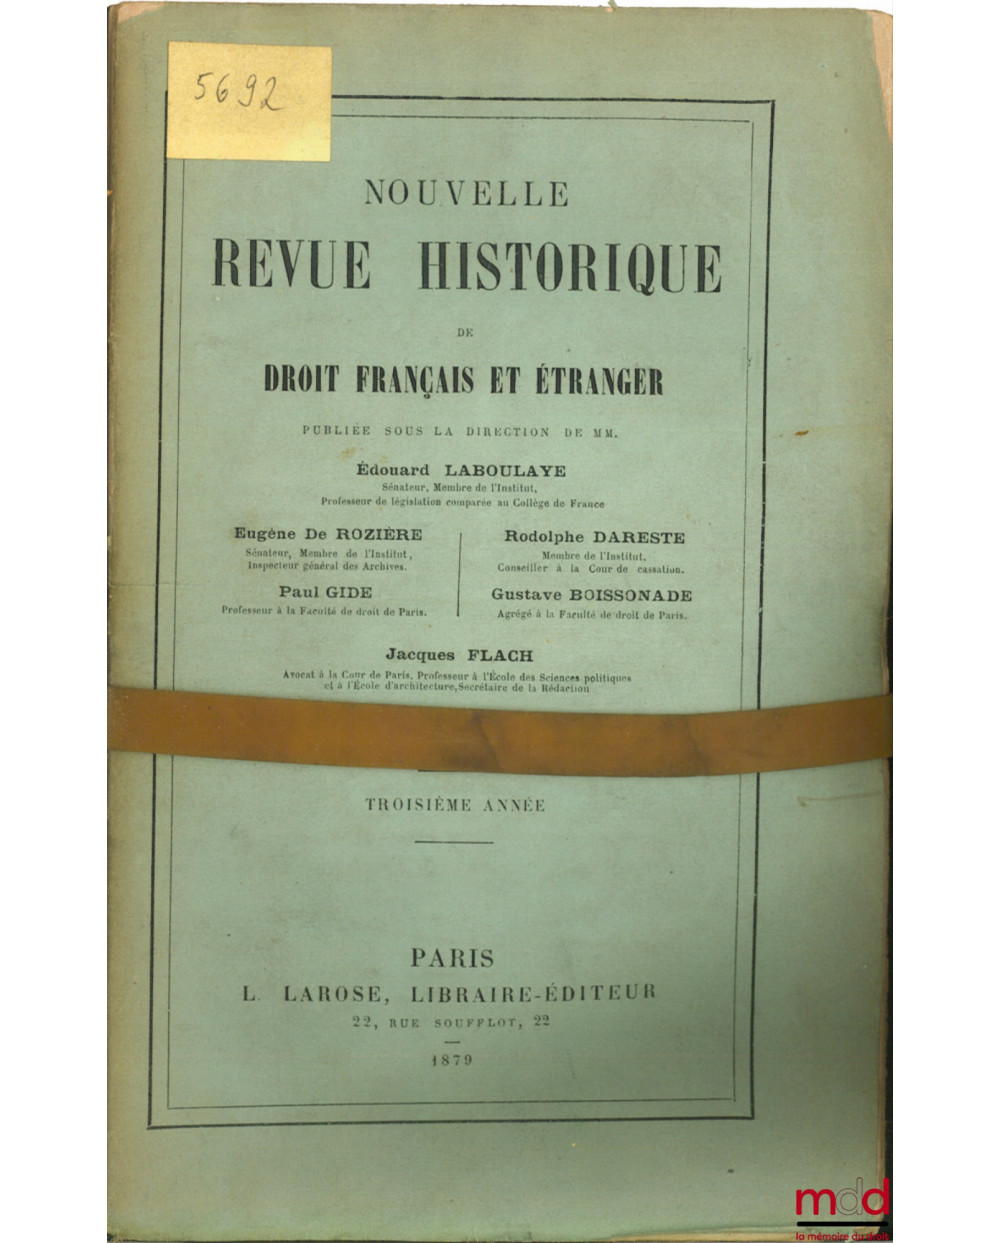 5692
NOUVELLE
REVUE HISTORIQUE
DE
DROIT FRANÇAIS ET ÉTRANGER
PUBLIÉE SOUS LA DIRECTION DE MM.
Édouard LABOULAYE
Sénateur, Membre de l'Institut,
Professeur de législation comparée au Collège de France
Eugène De ROZIÈRE
Sénateur, Membre de l'Institut,
Inspecteur général des Archives.
Paul GIDE
Professeur à la Faculté de droit de Paris.
Rodolphe DARESTE
Membre de l'Institut.
Conseiller à la Cour de cassation.
Gustave BOISSONADE
Agrégé à la Faculté de droit de Paris.
Jacques FLACH
Avocat à la Cour de Paris, Professeur à l'École des Sciences politiques
et à l'École d'architecture, Secrétaire de la Rédaction
TROISIÈME ANNÉE
PARIS
L. LAROSE, LIBRAIRE-ÉDITEUR
22, RUE SOUFFLOT, 22
1879
mdd
la mémoire du droit